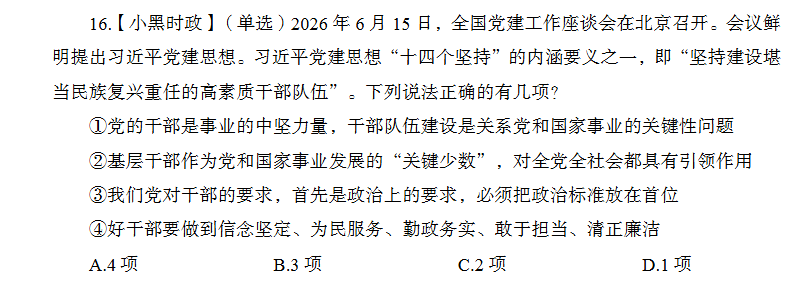 16.【小黑时政】（单选）2026 年 6 月 15 日，全国党建工作座谈会在北京召开。会议鲜
明提出习近平党建思想。习近平党建思想“十四个坚持”的内涵要义之一，即“坚持建设堪
当民族复兴重任的高素质干部队伍”。下列说法正确的有几项？
①党的干部是事业的中坚力量，干部队伍建设是关系党和国家事业的关键性问题
②基层干部作为党和国家事业发展的“关键少数”，对全党全社会都具有引领作用
③我们党对干部的要求，首先是政治上的要求，必须把政治标准放在首位
④好干部要做到信念坚定、为民服务、勤政务实、敢于担当、清正廉洁
A.4 项 B.3 项 C.2 项 D.1 项